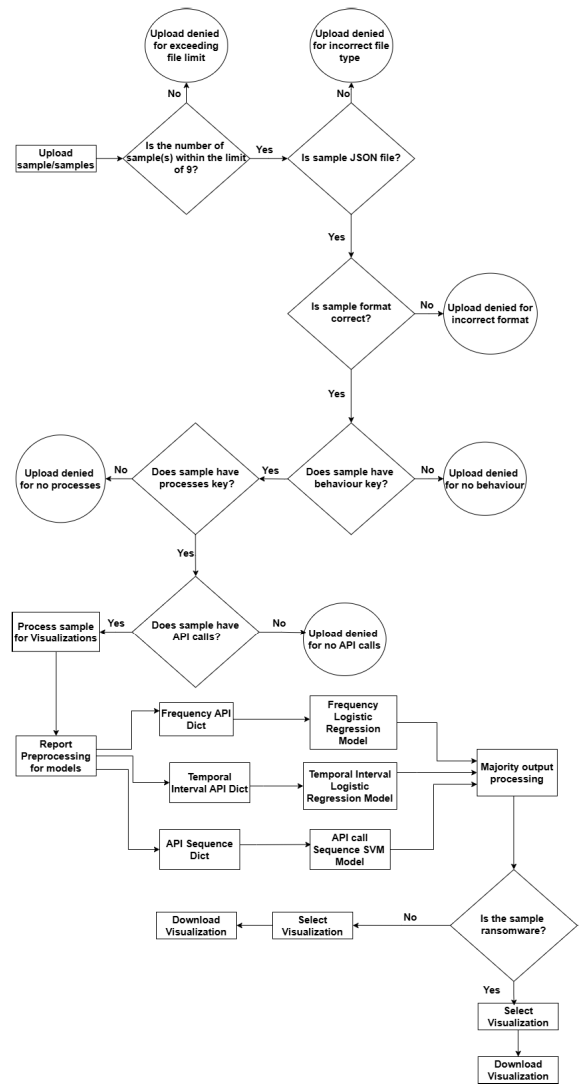 Upload denied
for exceeding
file limit
Upload denied
for incorrect file
type
No
No
Upload
sample/samples
Is the number of
sample(s) within the limit
of 9?
Yes
Is sample JSON file?
Yes
Is sample format
correct?
No
Upload denied for
incorrect format
Yes
Upload denied
for no processes
No
Does sample have
processes key?
Yes
Does sample have
behaviour key?
No
Upload denied
for no behaviour
Yes
Process sample
for Visualizations
Yes
Does sample have
API calls?
No
Upload denied
for no API calls
Report
Preprocessing
for models
Frequency API
Dict
Frequency
Logistic
Regression
Model
Temporal
Interval API Dict
Temporal Interval
Logistic
Regression Model
API Sequence
Dict
API call
Sequence SVM
Model
Majority output
processing
Download
Visualization
Select
Visualization
No
Is the sample
ransomware?
Yes
Select
Visualization
Download
Visualization